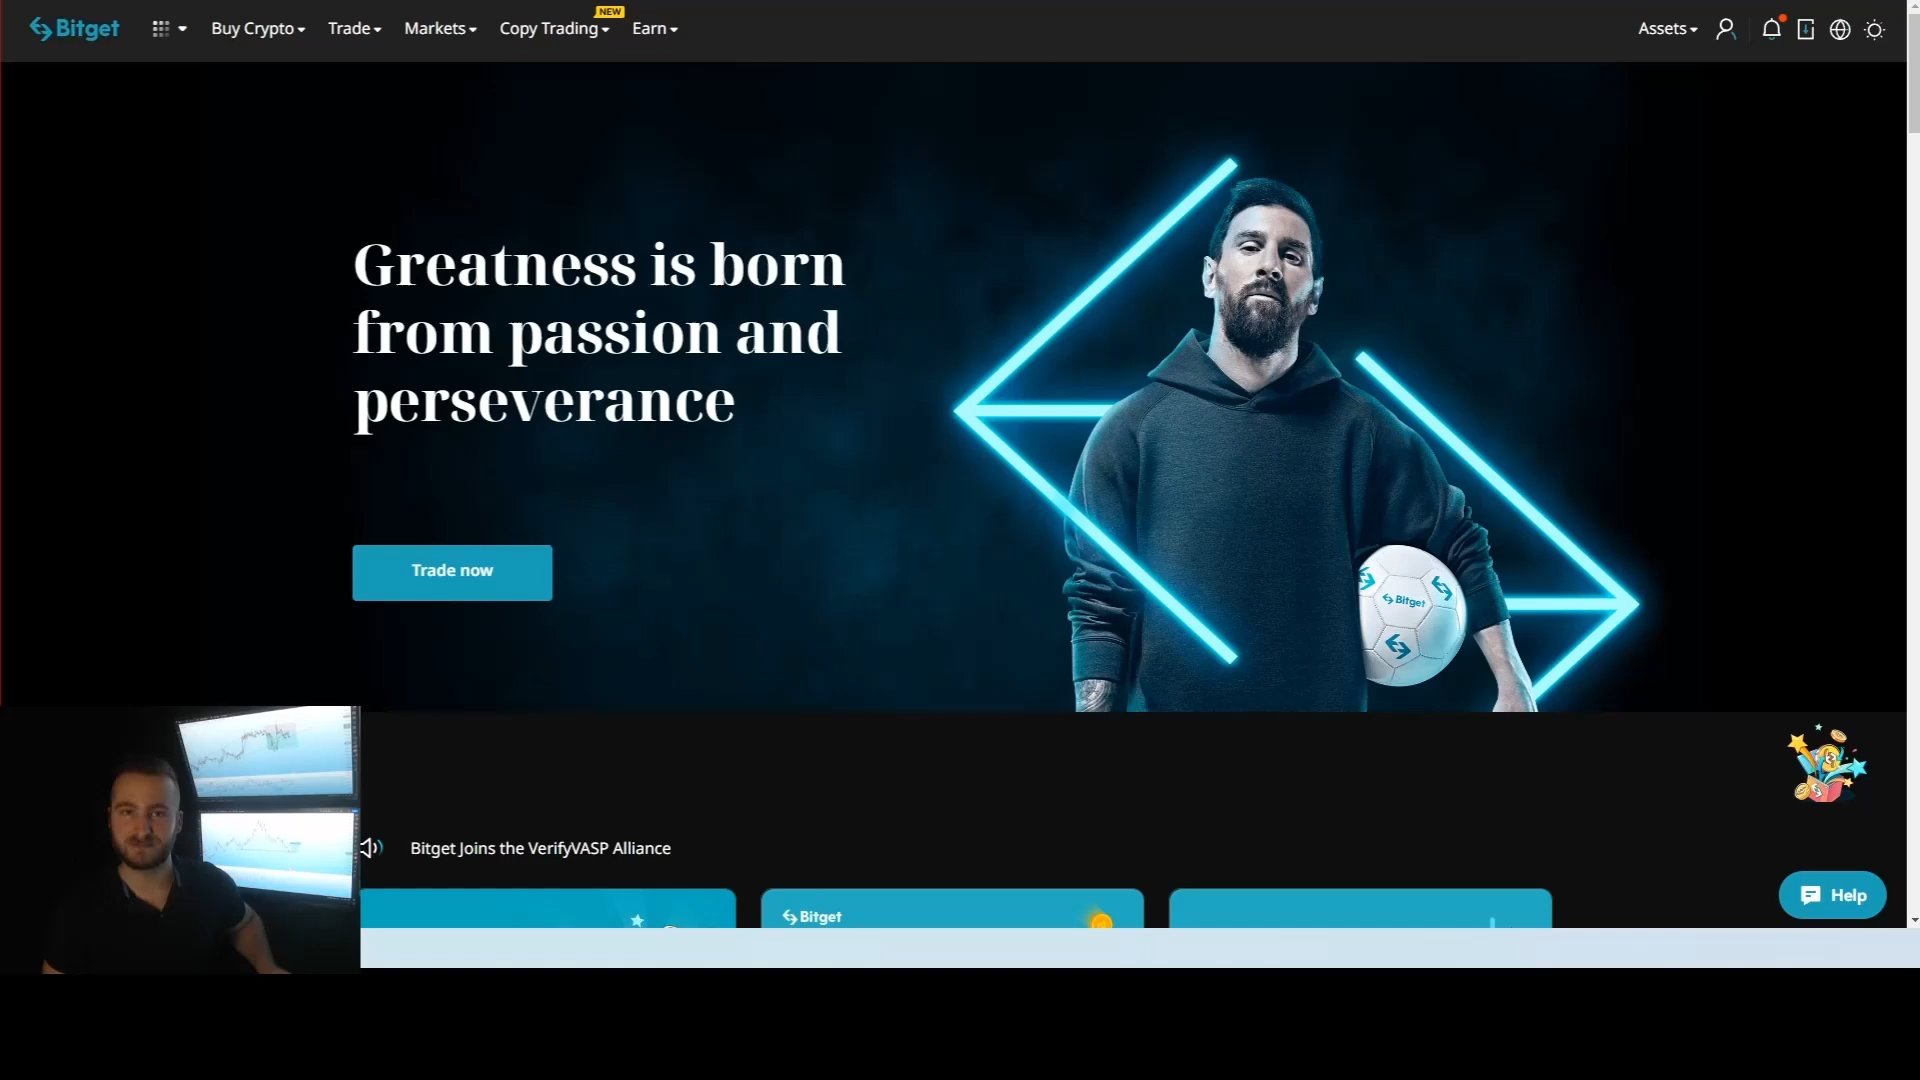 Bitget
Buy Crypto
Trade
Markets
Copy Trading
NEW
Earn
Assets
Greatness is born
from passion and
perseverance
Trade now
Bitget
Bitget Joins the VerifyVASP Alliance
Bitget
Help